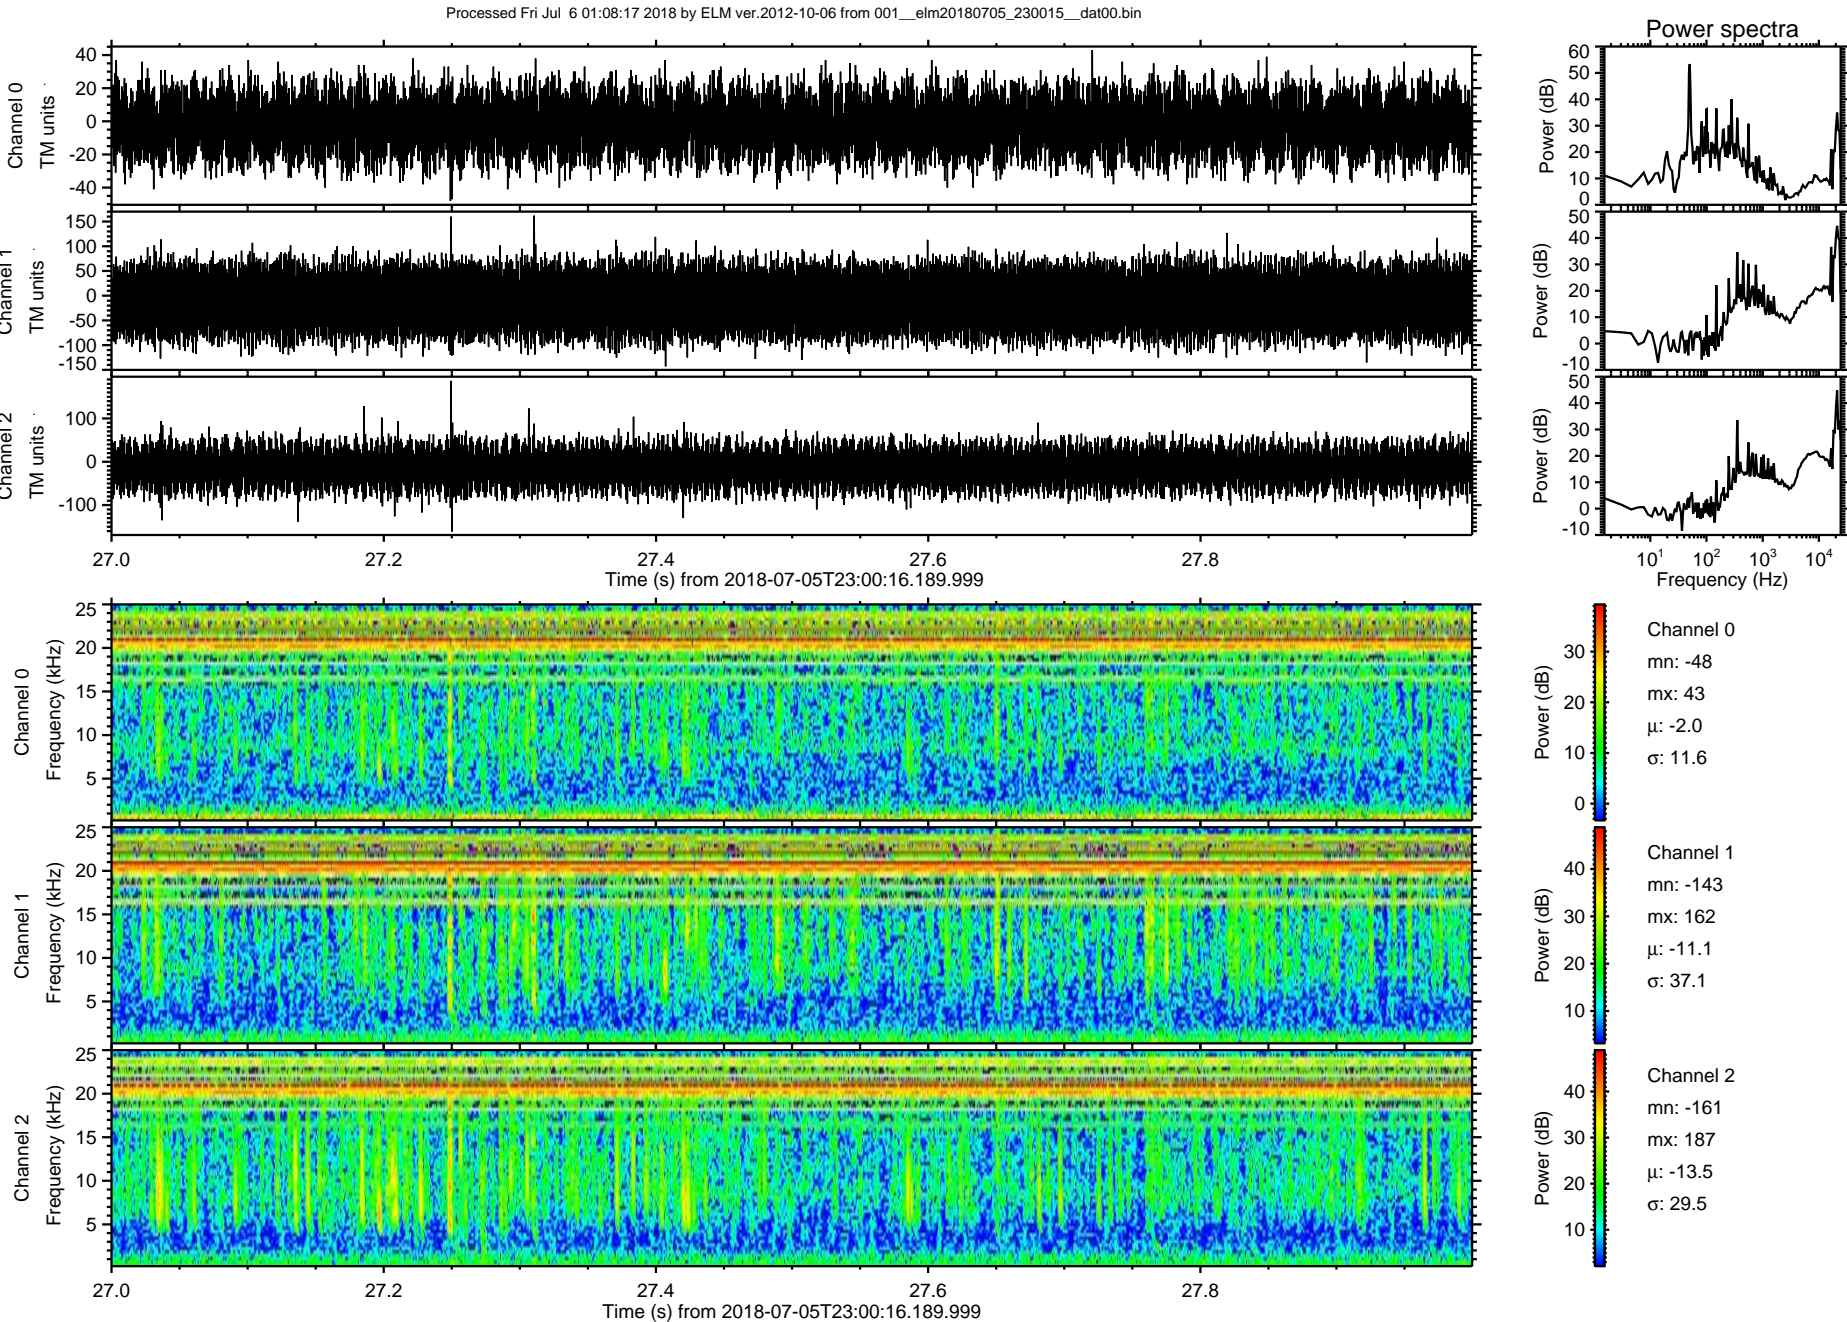 Processed Fri Jul  6 01:08:17 2018 by ELM ver.2012-10-06 from 001__elm20180705_230015__dat00.bin
Power spectra
Channel 0
TM units
40
20
0
-20
-40
Power (dB)
60
50
40
30
20
10
0
Channel 1
TM units
150
100
50
0
-50
-100
-150
Power (dB)
50
40
30
20
10
0
-10
Channel 2
TM units
100
0
-100
Power (dB)
50
40
30
20
10
0
-10
27.0 27.2 27.4 27.6 27.8
Time (s) from 2018-07-05T23:00:16.189.999
10¹ 10² 10³ 10⁴
Frequency (Hz)
Channel 0
Frequency (kHz)
25
20
15
10
5
Power (dB)
30
20
10
0
Channel 0
mn: -48
mx: 43
μ: -2.0
σ: 11.6
Channel 1
Frequency (kHz)
25
20
15
10
5
Power (dB)
40
30
20
10
Channel 1
mn: -143
mx: 162
μ: -11.1
σ: 37.1
Channel 2
Frequency (kHz)
25
20
15
10
5
Power (dB)
40
30
20
10
Channel 2
mn: -161
mx: 187
μ: -13.5
σ: 29.5
27.0 27.2 27.4 27.6 27.8
Time (s) from 2018-07-05T23:00:16.189.999